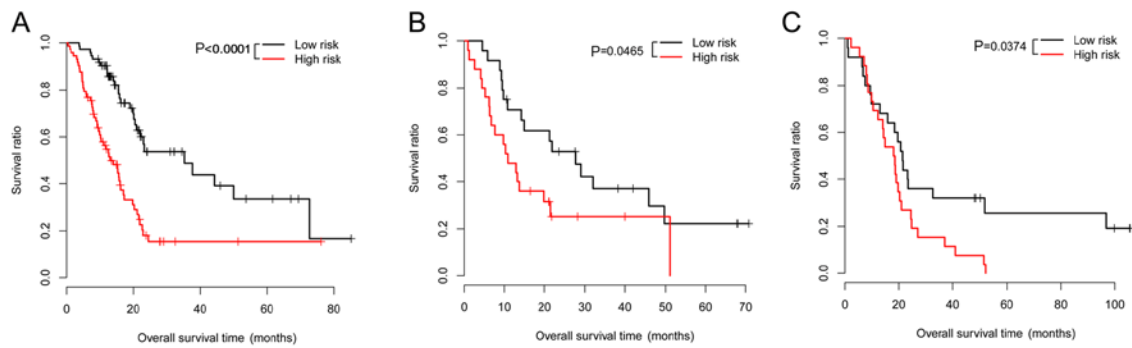 A
P<0.0001
Low risk
High risk
Survival ratio
1.0
0.8
0.6
0.4
0.2
0.0
0
20
40
60
80
Overall survival time (months)
B
P=0.0465
Low risk
High risk
Survival ratio
1.0
0.8
0.6
0.4
0.2
0.0
0
10
20
30
40
50
60
70
Overall survival time (months)
C
P=0.0374
Low risk
High risk
Survival ratio
1.0
0.8
0.6
0.4
0.2
0.0
0
20
40
60
80
100
Overall survival time (months)